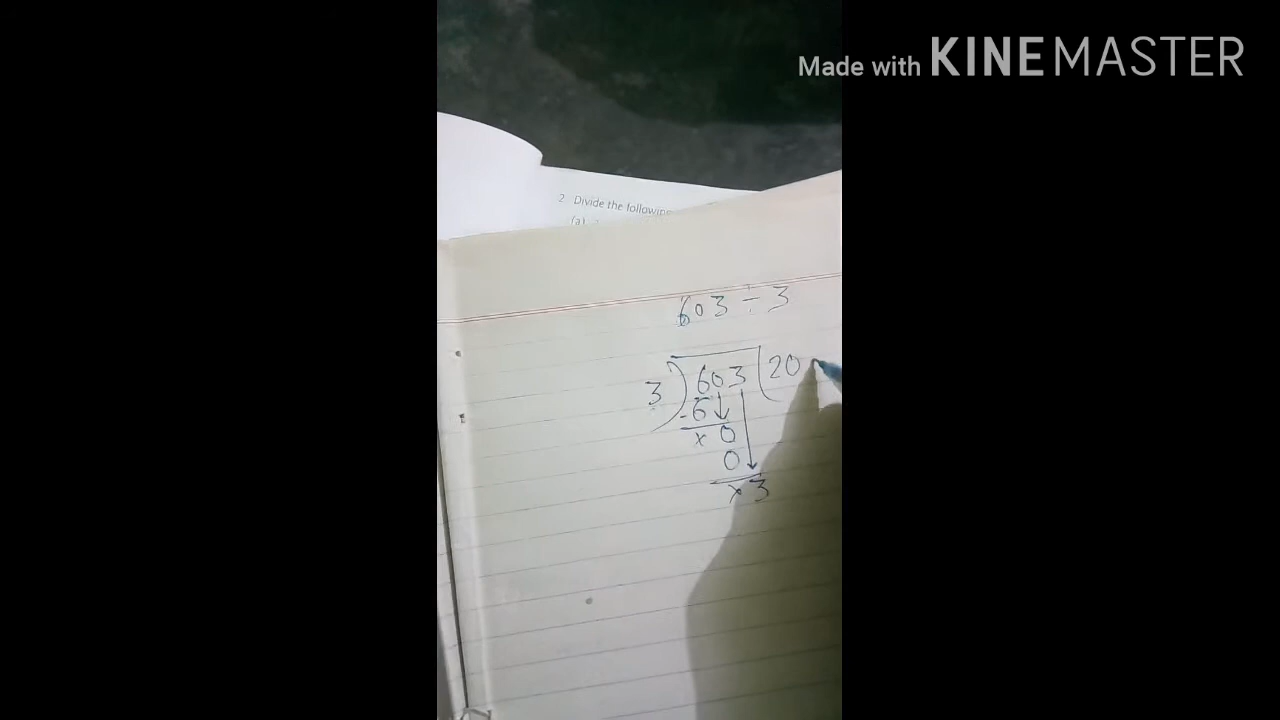 Made with KINEMASTER
2 Divide the following
(a)
603 ÷ 3
3 ) 603 ( 20
-6
x 0
0
x 3